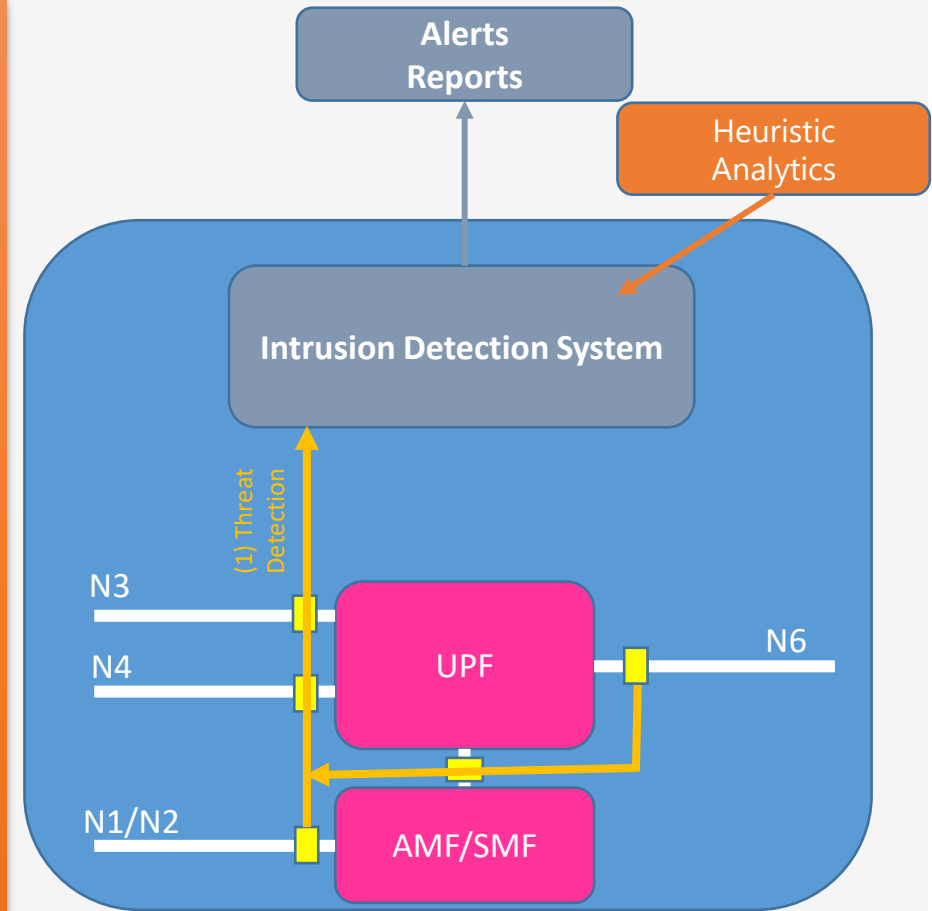 Alerts
Reports
Heuristic
Analytics
Intrusion Detection System
(1) Threat
Detection
N3
N4
UPF
N6
N1/N2
AMF/SMF